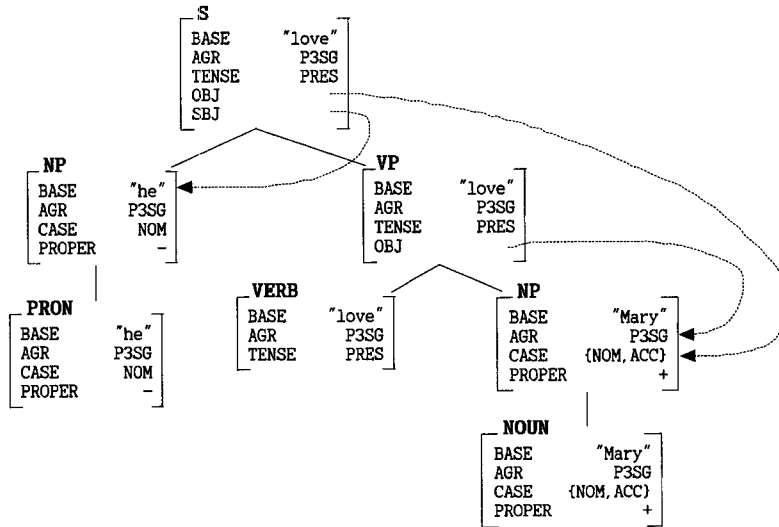 S
BASE "love"
AGR P3SG
TENSE PRES
OBJ
SBJ
NP
BASE "he"
AGR P3SG
CASE NOM
PROPER −
VP
BASE "love"
AGR P3SG
TENSE PRES
OBJ
PRON
BASE "he"
AGR P3SG
CASE NOM
PROPER −
VERB
BASE "love"
AGR P3SG
TENSE PRES
NP
BASE "Mary"
AGR P3SG
CASE {NOM, ACC}
PROPER +
NOUN
BASE "Mary"
AGR P3SG
CASE {NOM, ACC}
PROPER +